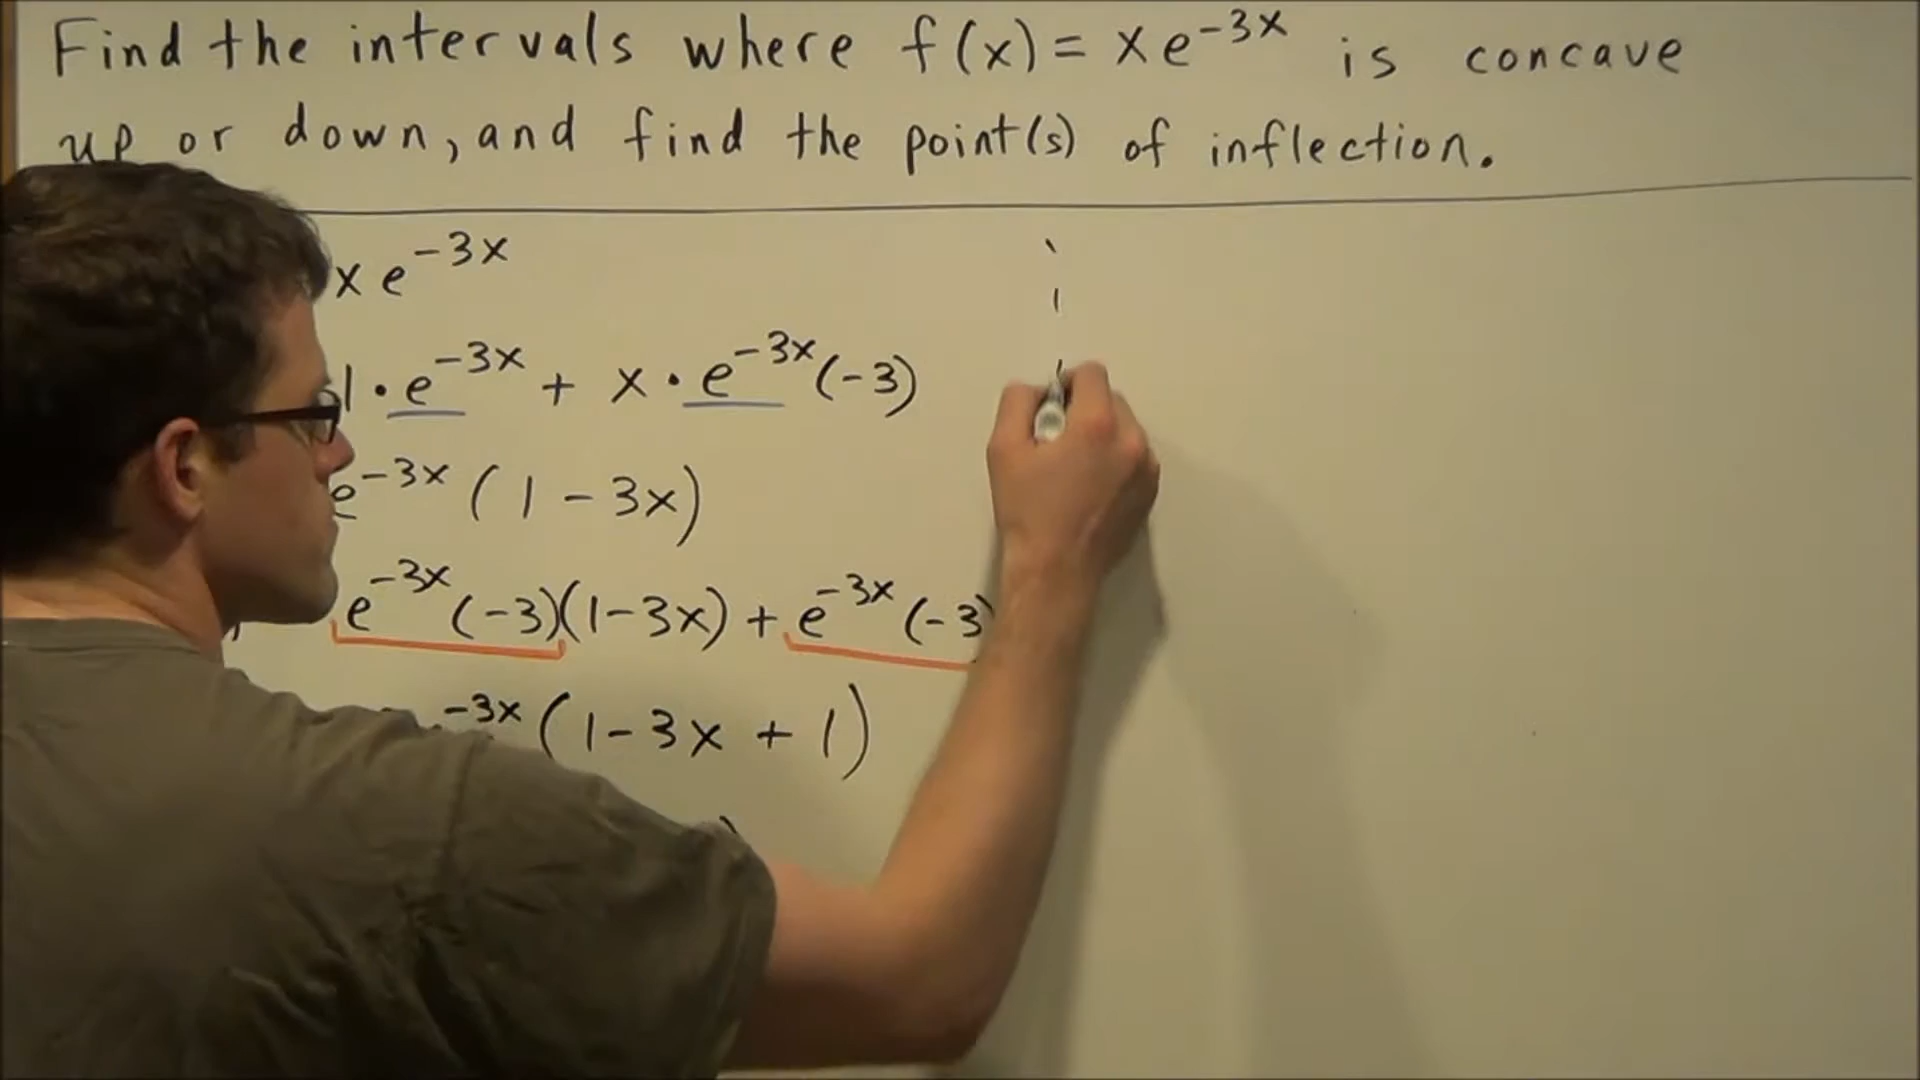 Find the intervals where f(x) = xe^{-3x} is concave
up or down, and find the point(s) of inflection.
xe^{-3x}
1 · e^{-3x} + x · e^{-3x}(-3)
e^{-3x} (1 - 3x)
e^{-3x}(-3)(1-3x) + e^{-3x}(-3)
^{-3x} (1-3x + 1)